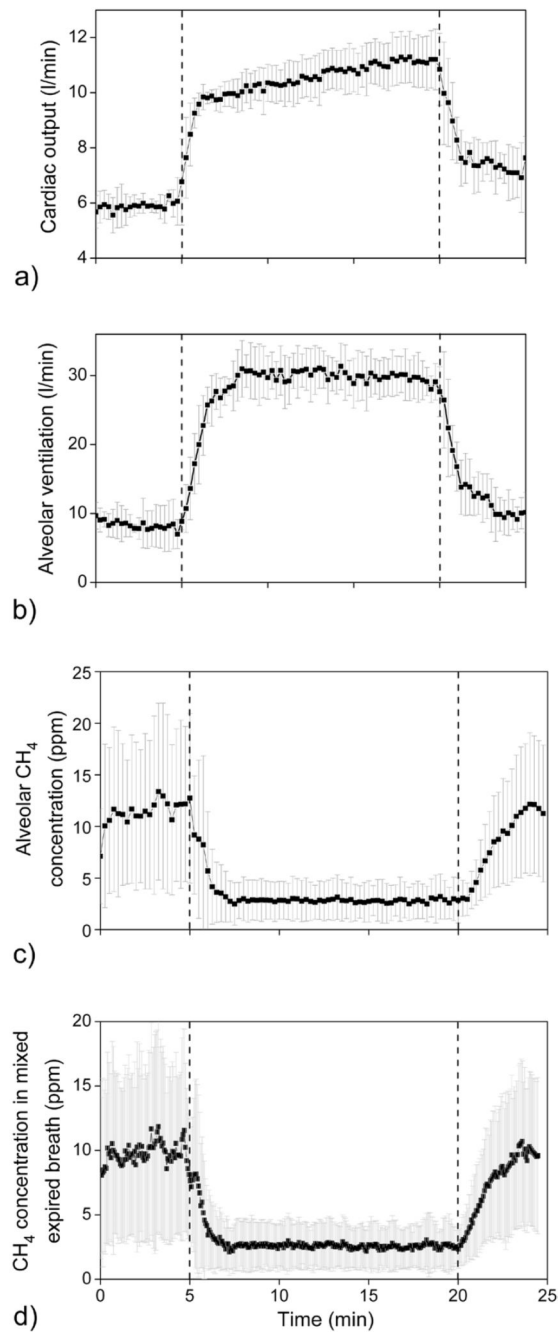 12
10
8
6
4
Cardiac output (l/min)
a)
30
20
10
0
Alveolar ventilation (l/min)
b)
25
20
15
10
5
0
Alveolar CH₄
concentration (ppm)
c)
20
15
10
5
0
CH₄ concentration in mixed
expired breath (ppm)
0 5 10 15 20 25
Time (min)
d)